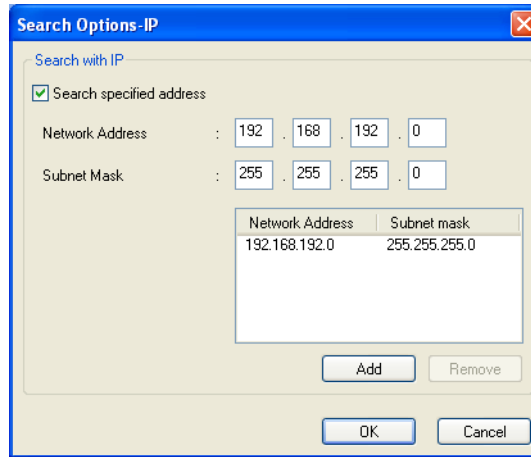 Search Options-IP
Search with IP
Search specified address
Network Address : 192 . 168 . 192 . 0
Subnet Mask : 255 . 255 . 255 . 0
Network Address Subnet mask
192.168.192.0 255.255.255.0
Add Remove
OK Cancel